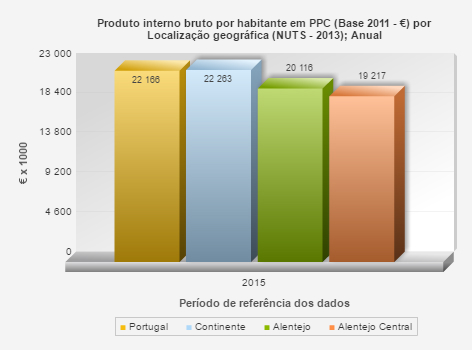 Produto interno bruto por habitante em PPC (Base 2011 - €) por
Localização geográfica (NUTS - 2013); Anual
€ x 1000
23 000
18 400
13 800
9 200
4 600
0
22 166
22 263
20 116
19 217
2015
Período de referência dos dados
Portugal Continente Alentejo Alentejo Central